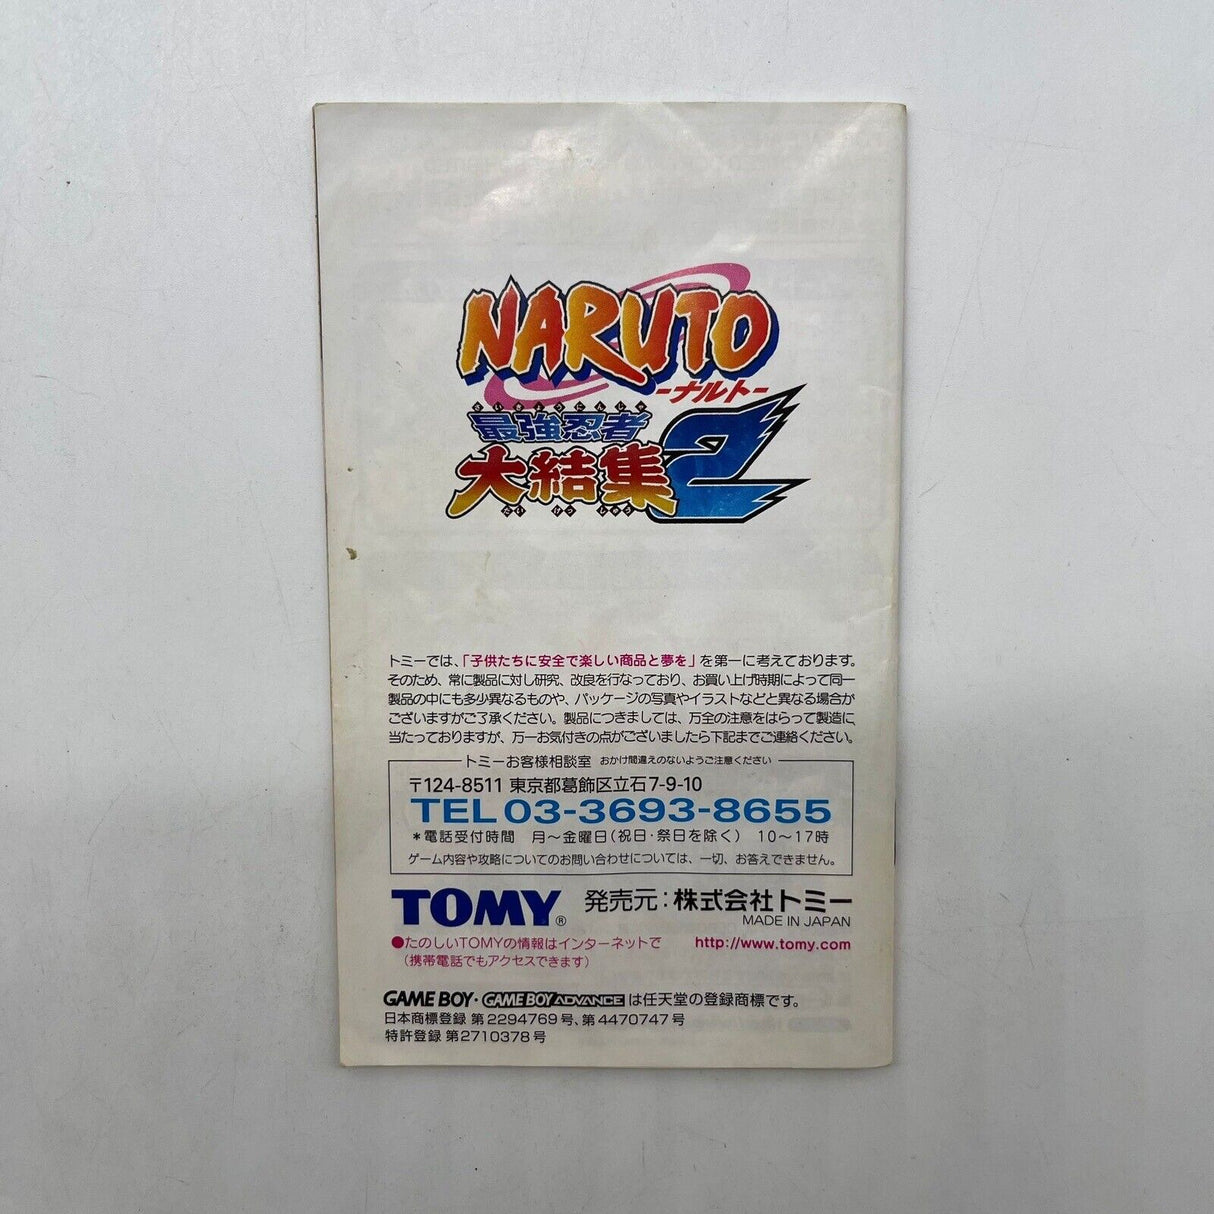 NARUTO
-ナルト-
さいきょうにんじゃ
最強忍者
大結集2
だいけっしゅう
トミーでは、「子供たちに安全で楽しい商品と夢を」を第一に考えております。
そのため、常に製品に対し研究、改良を行なっており、お買い上げ時期によって同一
製品の中にも多少異なるものや、パッケージの写真やイラストなどと異なる場合が
ございますがご了承ください。製品につきましては、万全の注意をはらって製造に
当たっておりますが、万一お気付きの点がございましたら下記までご連絡ください。
トミーお客様相談室 おかけ間違えのないようご注意ください
〒124-8511 東京都葛飾区立石7-9-10
TEL 03-3693-8655
*電話受付時間 月〜金曜日(祝日・祭日を除く) 10〜17時
ゲーム内容や攻略についてのお問い合わせについては、一切、お答えできません。
TOMY® 発売元:株式会社トミー
MADE IN JAPAN
●たのしいTOMYの情報はインターネットで http://www.tomy.com
(携帯電話でもアクセスできます)
GAME BOY・GAME BOY ADVANCE は任天堂の登録商標です。
日本商標登録 第2294769号、第4470747号
特許登録 第2710378号